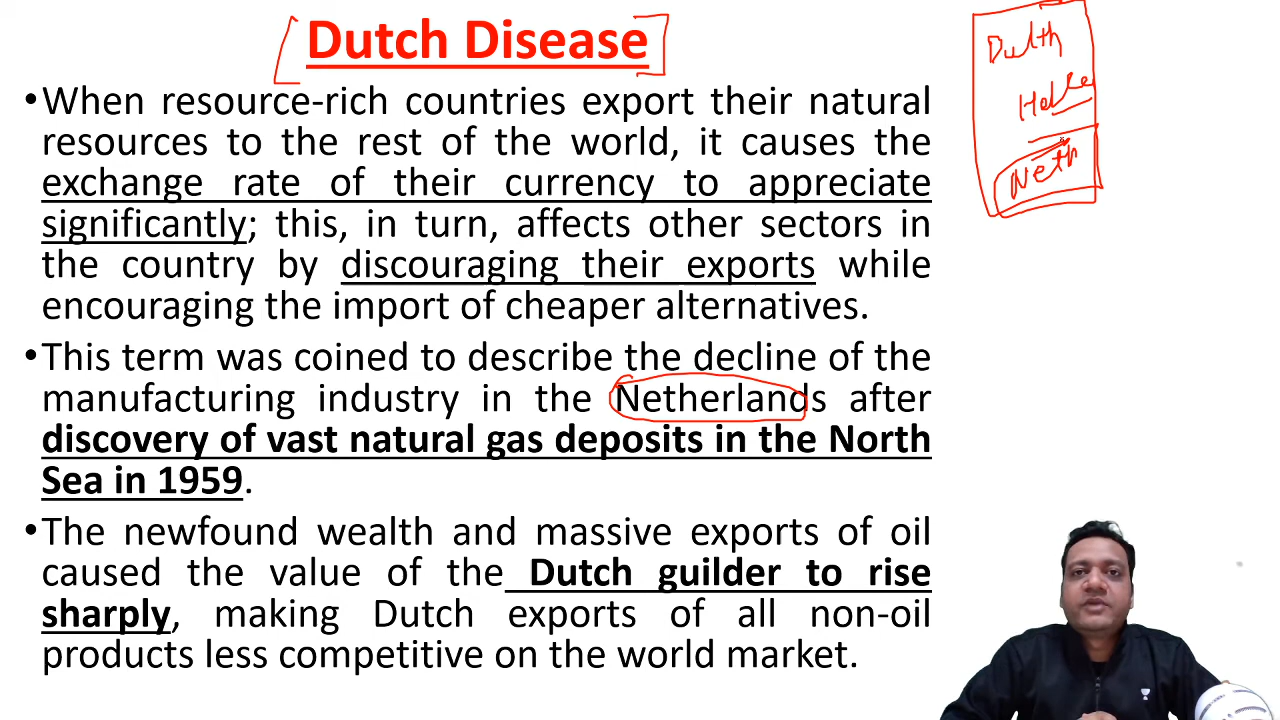 Dutch Disease
•When resource-rich countries export their natural
resources to the rest of the world, it causes the
exchange rate of their currency to appreciate
significantly; this, in turn, affects other sectors in
the country by discouraging their exports while
encouraging the import of cheaper alternatives.
•This term was coined to describe the decline of the
manufacturing industry in the Netherlands after
discovery of vast natural gas deposits in the North
Sea in 1959.
•The newfound wealth and massive exports of oil
caused the value of the Dutch guilder to rise
sharply, making Dutch exports of all non-oil
products less competitive on the world market.
Neth